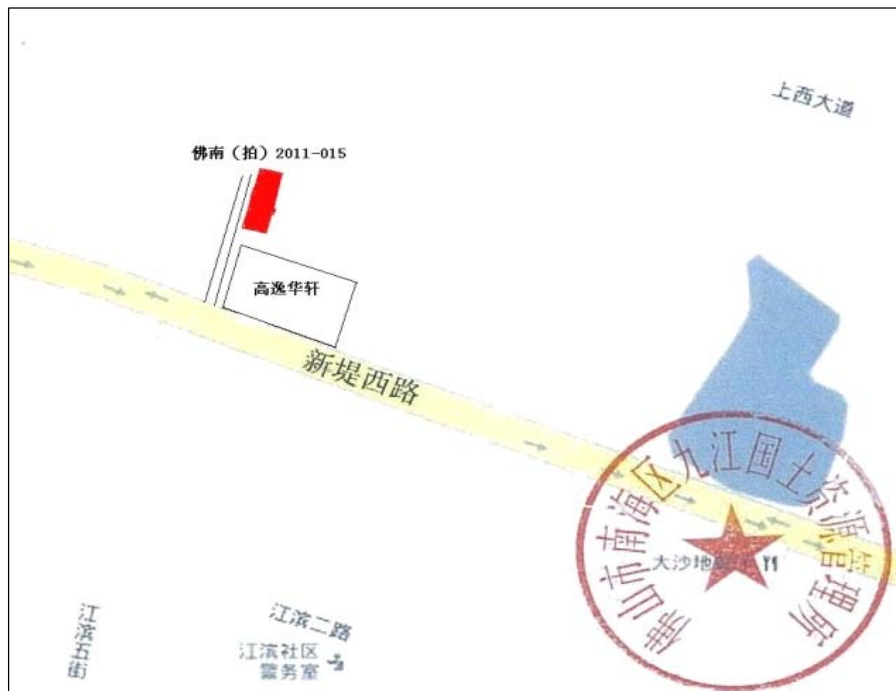 上西大道
佛南（拍）2011-015
高逸华轩
新堤西路
佛山市南海区九江国土资源管理所
大沙地
江滨五街
江滨二路
江滨社区
警务室